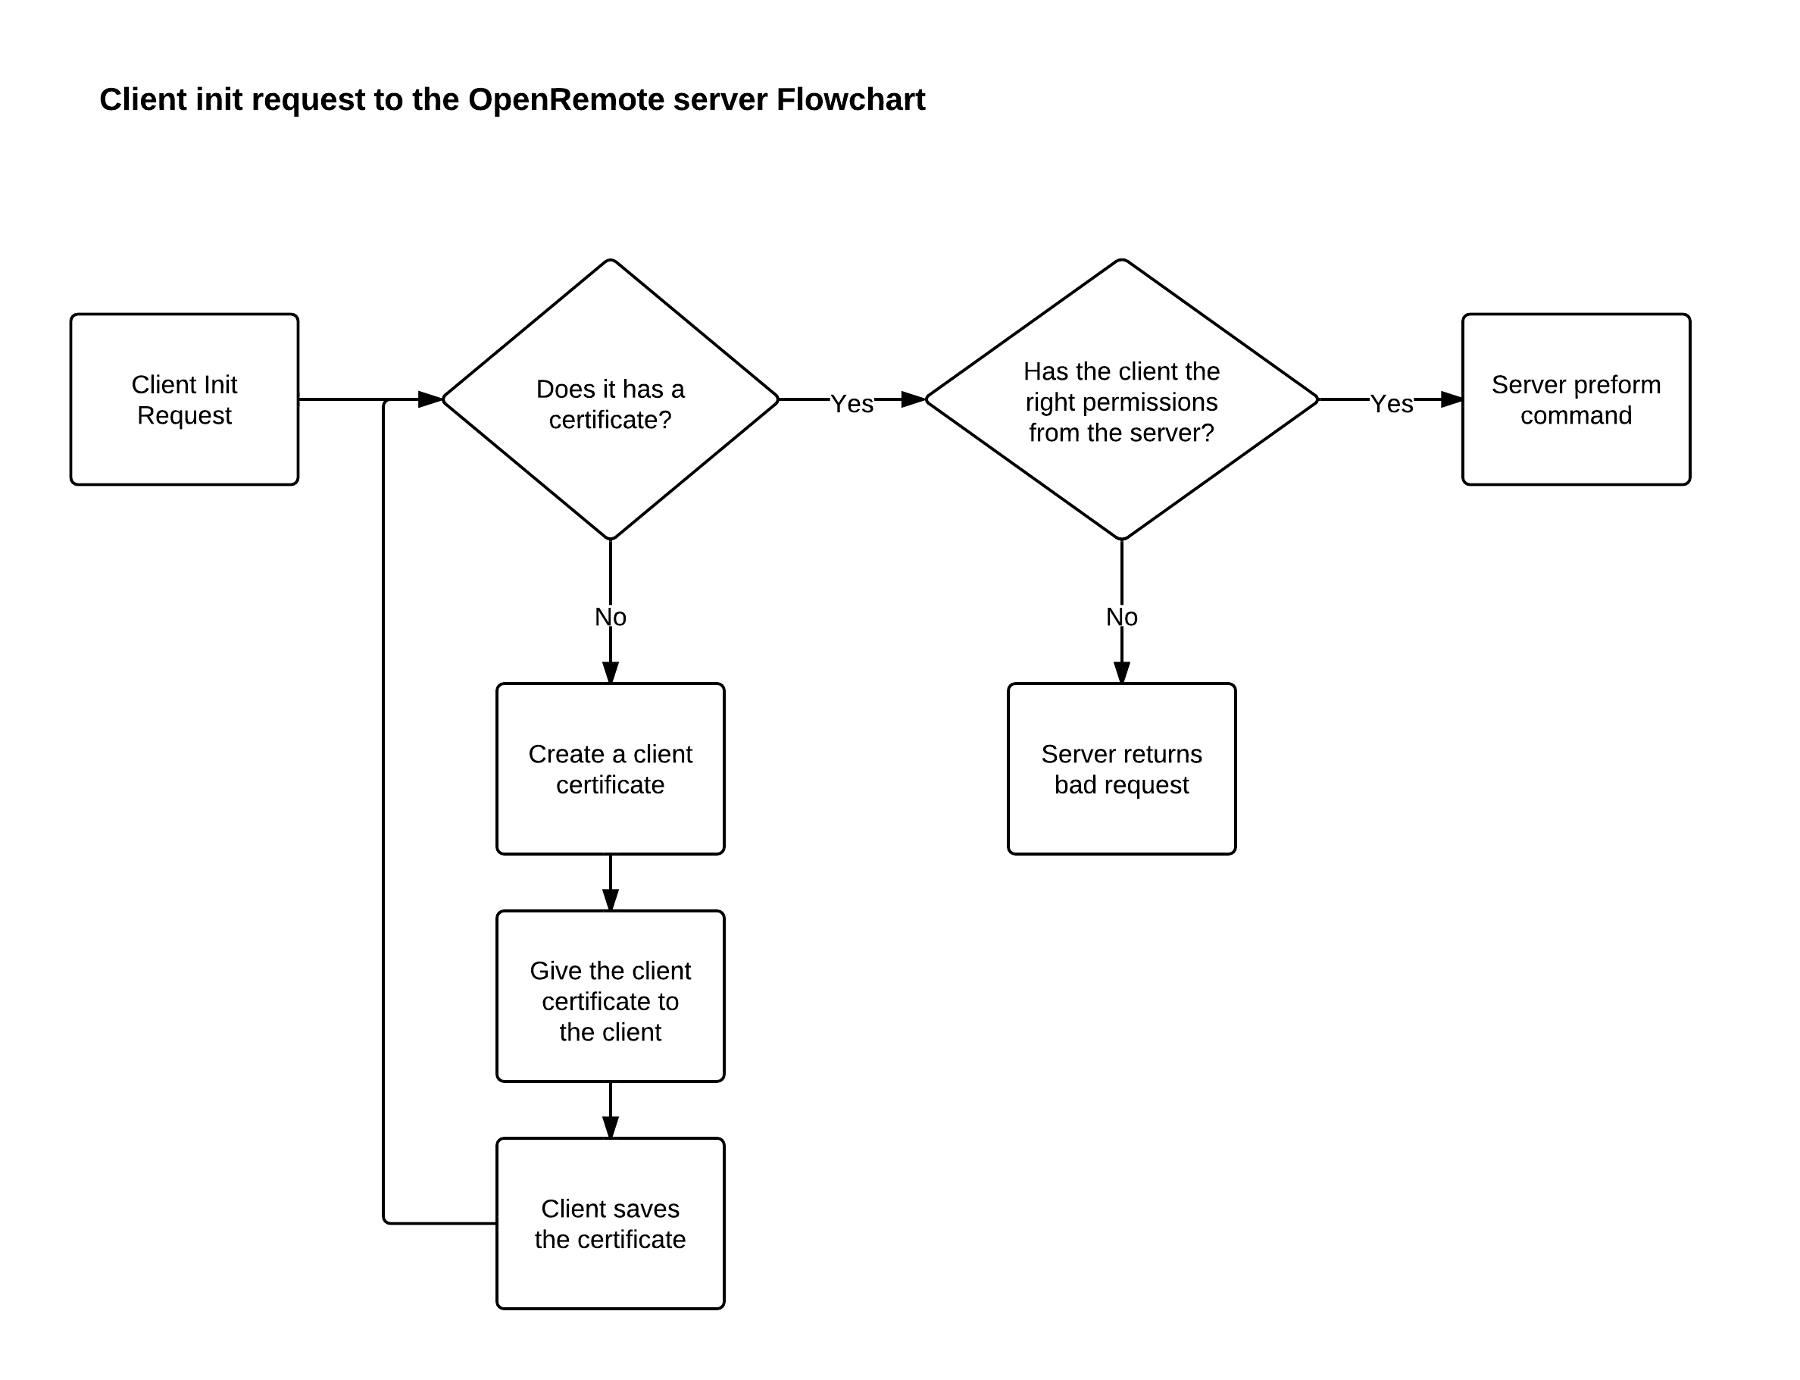 Client init request to the OpenRemote server Flowchart
Client Init
Request
Does it has a
certificate?
Yes
Has the client the
right permissions
from the server?
Yes
Server preform
command
No
No
Create a client
certificate
Server returns
bad request
Give the client
certificate to
the client
Client saves
the certificate